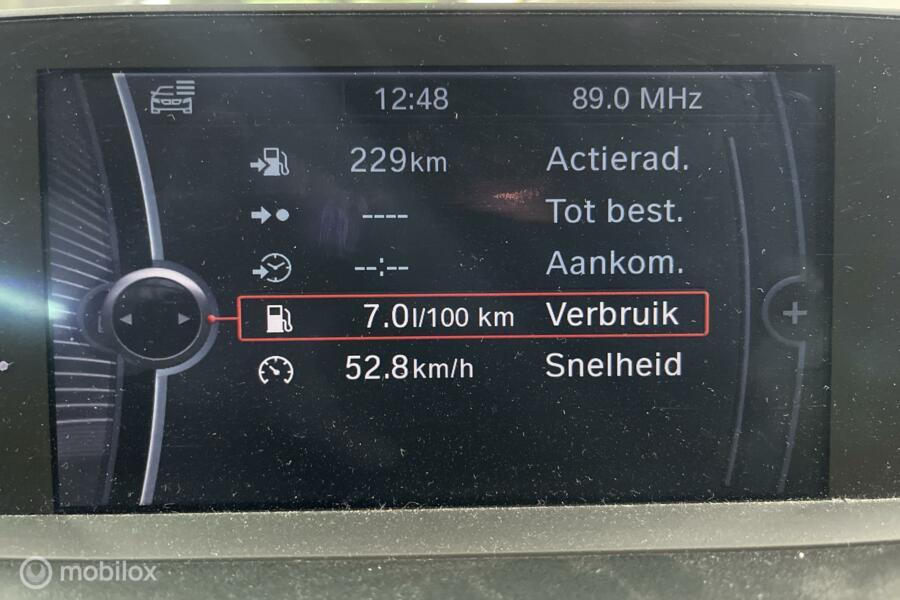 12:48 89.0 MHz
229km Actierad.
---- Tot best.
--:-- Aankom.
7.0l/100 km Verbruik
52.8km/h Snelheid
mobilox